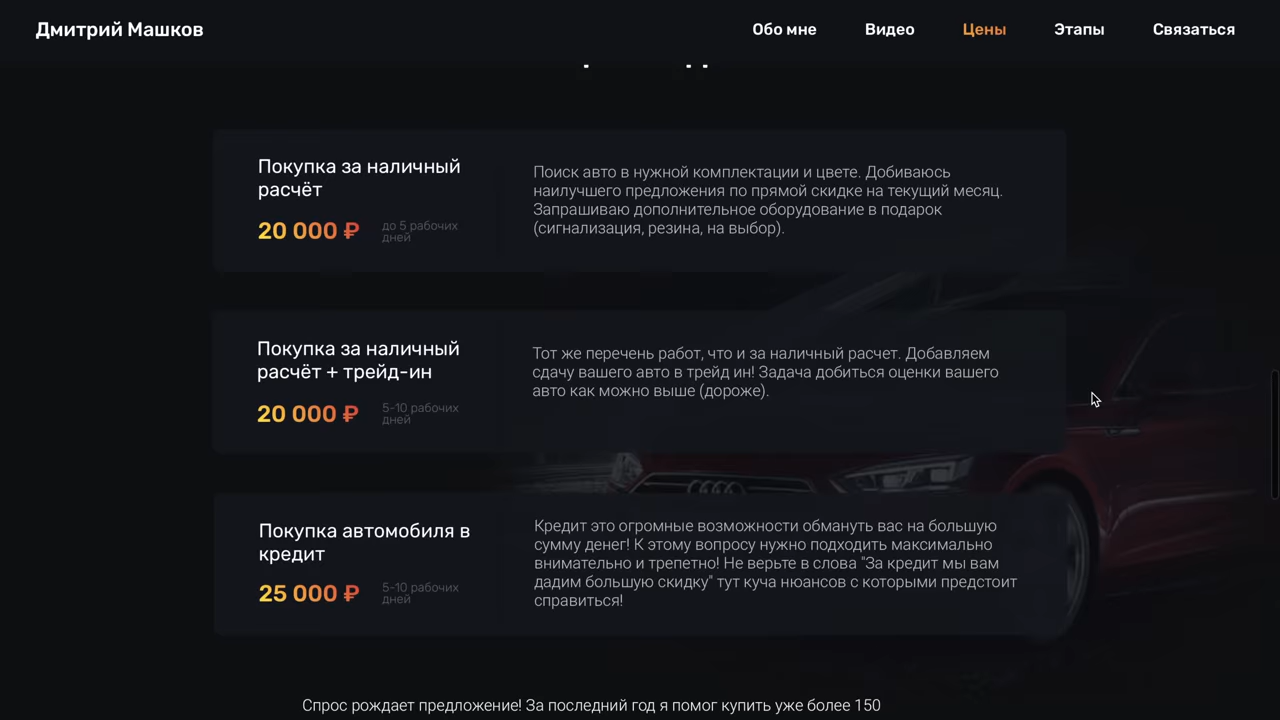 Дмитрий Машков
Обо мне
Видео
Цены
Этапы
Связаться
Покупка за наличный
расчёт
20 000 ₽
до 5 рабочих
дней
Поиск авто в нужной комплектации и цвете. Добиваюсь
наилучшего предложения по прямой скидке на текущий месяц.
Запрашиваю дополнительное оборудование в подарок
(сигнализация, резина, на выбор).
Покупка за наличный
расчёт + трейд-ин
20 000 ₽
5-10 рабочих
дней
Тот же перечень работ, что и за наличный расчет. Добавляем
сдачу вашего авто в трейд ин! Задача добиться оценки вашего
авто как можно выше (дороже).
Покупка автомобиля в
кредит
25 000 ₽
5-10 рабочих
дней
Кредит это огромные возможности обмануть вас на большую
сумму денег! К этому вопросу нужно подходить максимально
внимательно и трепетно! Не верьте в слова "За кредит мы вам
дадим большую скидку" тут куча нюансов с которыми предстоит
справиться!
Спрос рождает предложение! За последний год я помог купить уже более 150